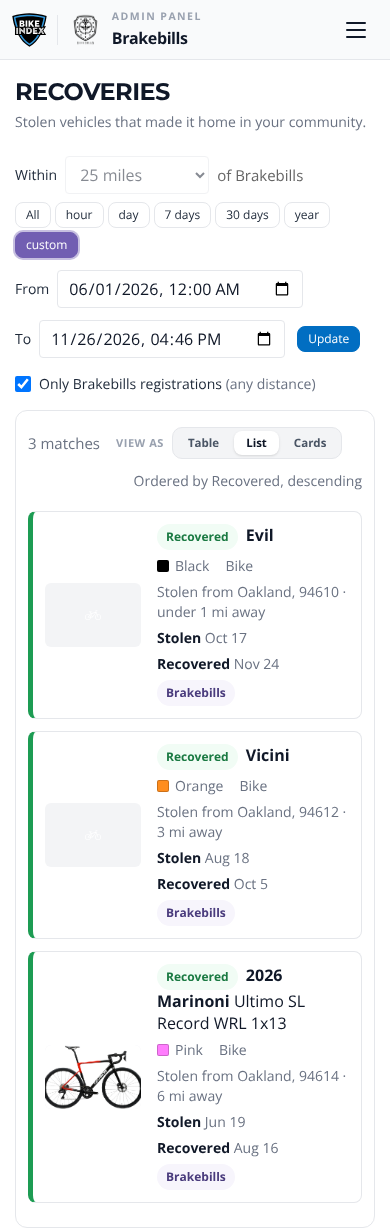 BIKE
INDEX
ADMIN PANEL
Brakebills
RECOVERIES
Stolen vehicles that made it home in your community.
Within 25 miles of Brakebills
All hour day 7 days 30 days year
custom
From 06/01/2026, 12:00 AM
To 11/26/2026, 04:46 PM Update
Only Brakebills registrations (any distance)
3 matches VIEW AS Table List Cards
Ordered by Recovered, descending
Recovered Evil
Black Bike
Stolen from Oakland, 94610 ·
under 1 mi away
Stolen Oct 17
Recovered Nov 24
Brakebills
Recovered Vicini
Orange Bike
Stolen from Oakland, 94612 ·
3 mi away
Stolen Aug 18
Recovered Oct 5
Brakebills
Recovered 2026
Marinoni Ultimo SL
Record WRL 1x13
Pink Bike
Stolen from Oakland, 94614 ·
6 mi away
Stolen Jun 19
Recovered Aug 16
Brakebills